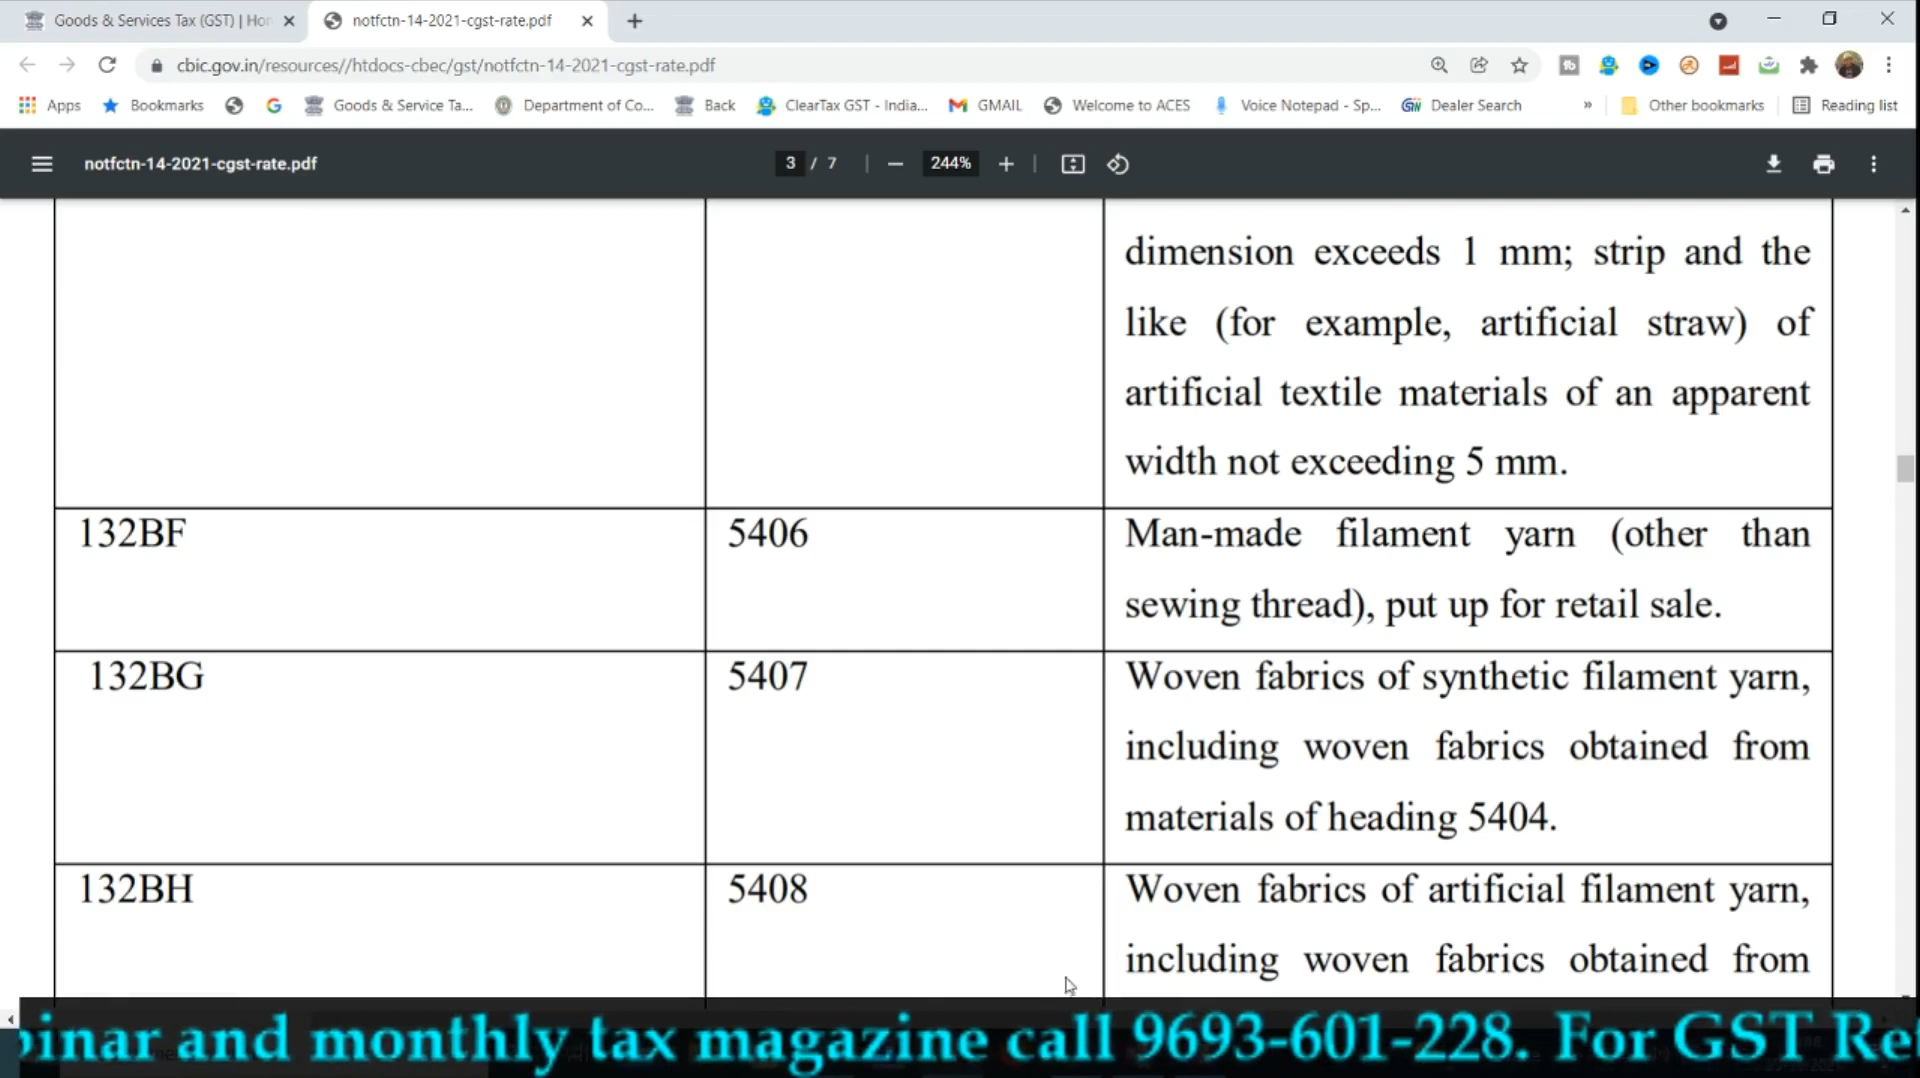 Goods & Services Tax (GST) | Hor
notfctn-14-2021-cgst-rate.pdf
cbic.gov.in/resources//htdocs-cbec/gst/notfctn-14-2021-cgst-rate.pdf
Apps Bookmarks Goods & Service Ta... Department of Co... Back ClearTax GST - India... GMAIL Welcome to ACES Voice Notepad - Sp... Dealer Search » Other bookmarks Reading list
notfctn-14-2021-cgst-rate.pdf 3 / 7 244%
dimension exceeds 1 mm; strip and the
like (for example, artificial straw) of
artificial textile materials of an apparent
width not exceeding 5 mm.
132BF 5406 Man-made filament yarn (other than
sewing thread), put up for retail sale.
132BG 5407 Woven fabrics of synthetic filament yarn,
including woven fabrics obtained from
materials of heading 5404.
132BH 5408 Woven fabrics of artificial filament yarn,
including woven fabrics obtained from
binar and monthly tax magazine call 9693-601-228. For GST Ret